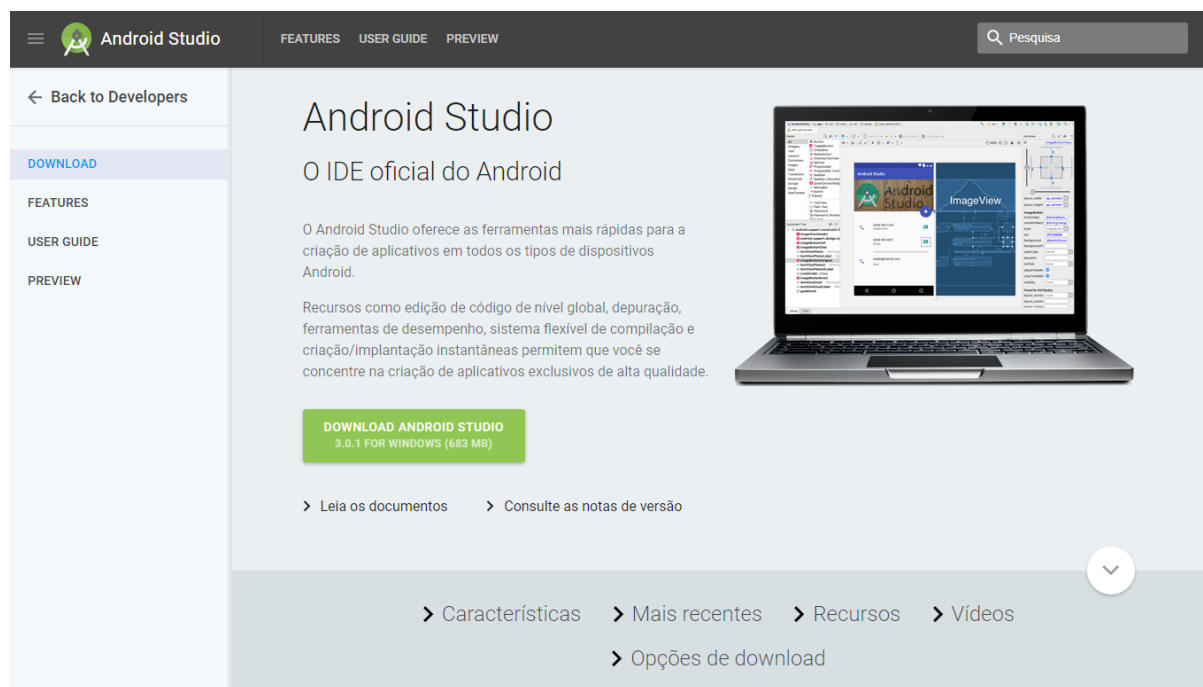 Android Studio
FEATURES USER GUIDE PREVIEW
Pesquisa
Back to Developers
DOWNLOAD
FEATURES
USER GUIDE
PREVIEW
Android Studio
O IDE oficial do Android
O Android Studio oferece as ferramentas mais rápidas para a
criação de aplicativos em todos os tipos de dispositivos
Android.
Recursos como edição de código de nível global, depuração,
ferramentas de desempenho, sistema flexível de compilação e
criação/implantação instantâneas permitem que você se
concentre na criação de aplicativos exclusivos de alta qualidade.
DOWNLOAD ANDROID STUDIO
3.0.1 FOR WINDOWS (683 MB)
Leia os documentos Consulte as notas de versão
Android Studio
Android
Studio
ImageView
Características Mais recentes Recursos Vídeos
Opções de download